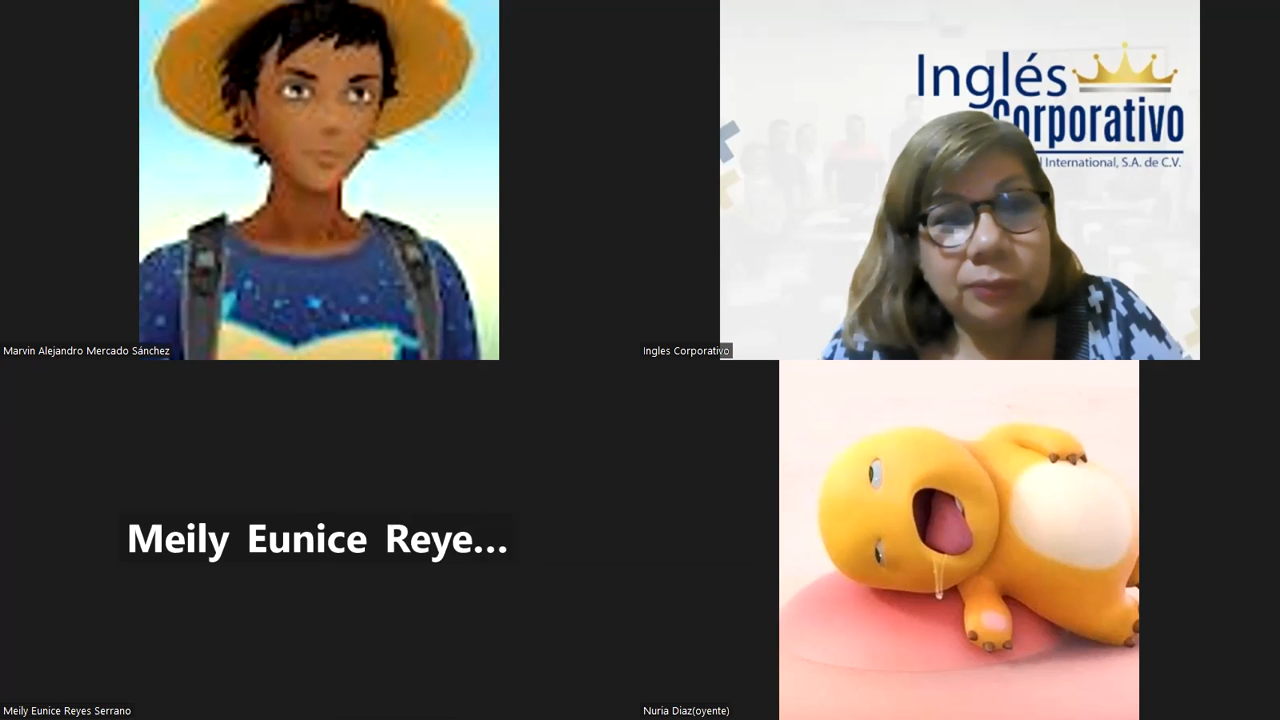 Inglés
Corporativo
l International, S.A. de C.V.
Marvin Alejandro Mercado Sánchez
Ingles Corporativo
Meily Eunice Reye...
Meily Eunice Reyes Serrano
Nuria Diaz(oyente)